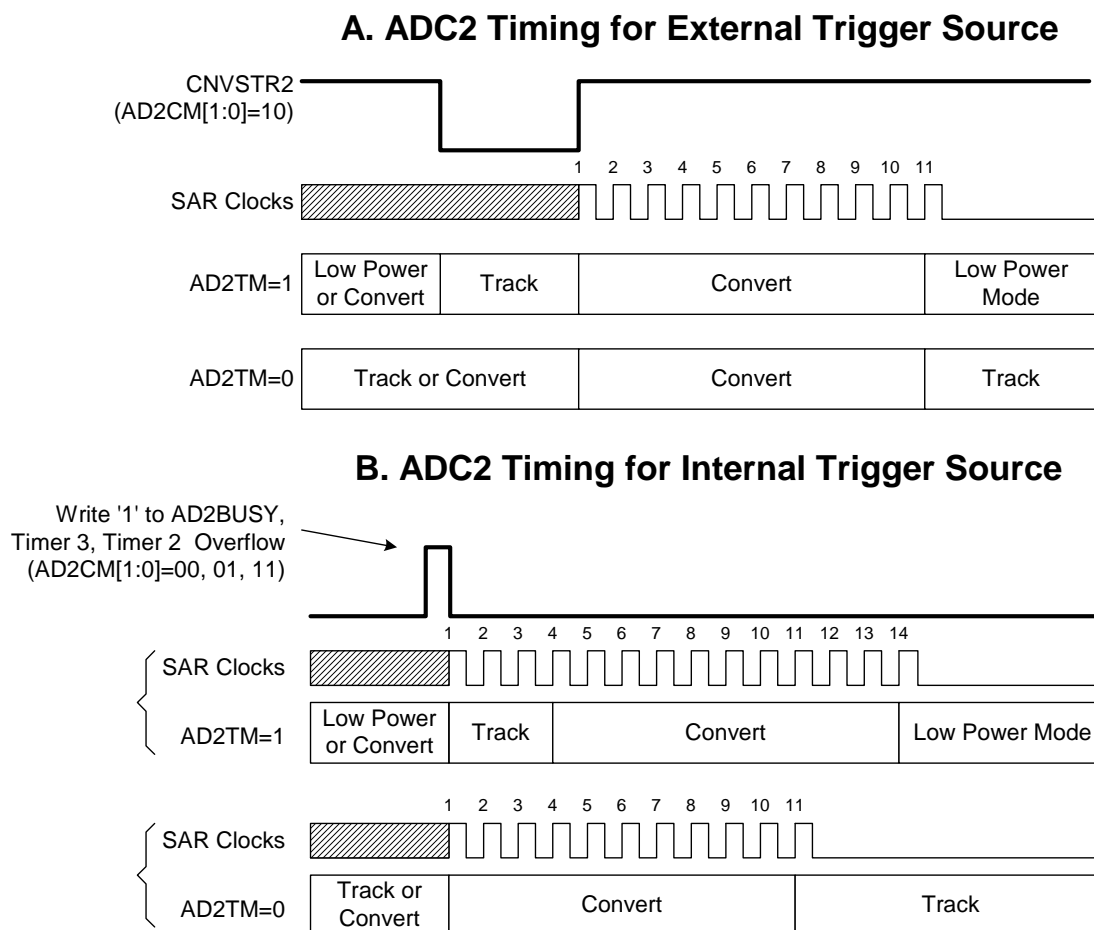 A. ADC2 Timing for External Trigger Source
CNVSTR2
(AD2CM[1:0]=10)
1 2 3 4 5 6 7 8 9 10 11
SAR Clocks
AD2TM=1
Low Power
or Convert
Track
Convert
Low Power
Mode
AD2TM=0
Track or Convert
Convert
Track
B. ADC2 Timing for Internal Trigger Source
Write '1' to AD2BUSY,
Timer 3, Timer 2 Overflow
(AD2CM[1:0]=00, 01, 11)
1 2 3 4 5 6 7 8 9 10 11 12 13 14
SAR Clocks
AD2TM=1
Low Power
or Convert
Track
Convert
Low Power Mode
1 2 3 4 5 6 7 8 9 10 11
SAR Clocks
AD2TM=0
Track or
Convert
Convert
Track